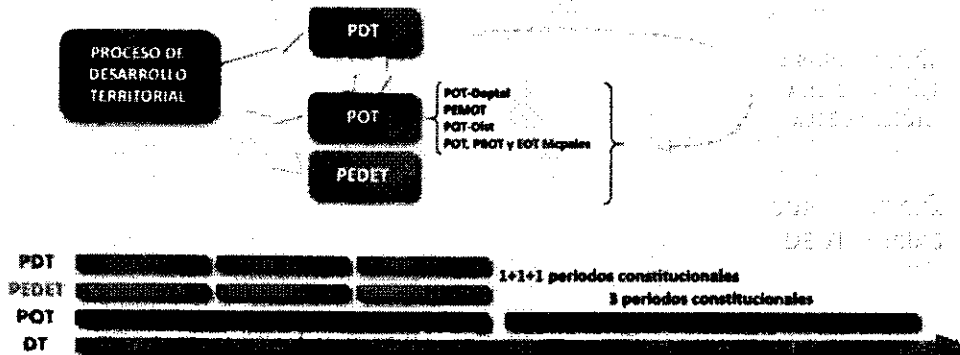 PROCESO DE
DESARROLLO
TERRITORIAL
PDT
POT
PEDET
POT-Deptal
PEMOT
POT-Dist
POT, PBOT y EOT Mcpales
PDT
PEDET
POT
DT
1+1+1 periodos constitucionales
3 periodos constitucionales